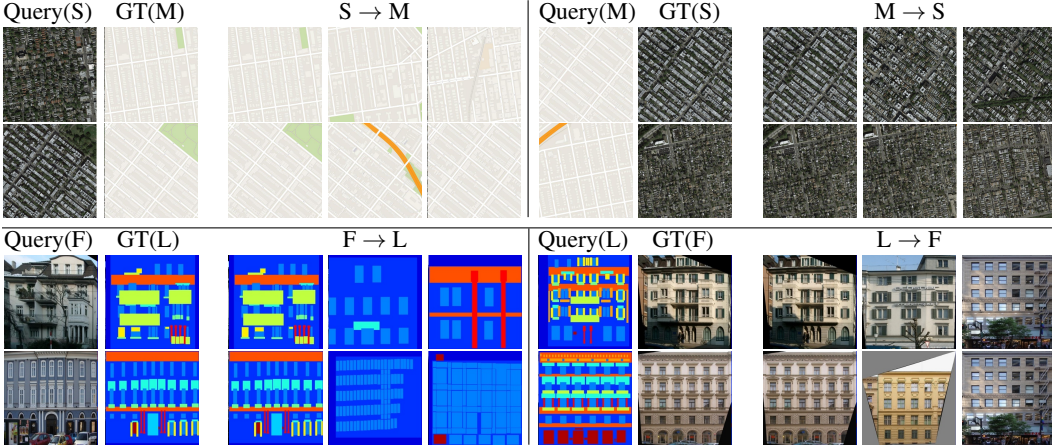 Query(S) GT(M) S → M Query(M) GT(S) M → S
Query(F) GT(L) F → L Query(L) GT(F) L → F